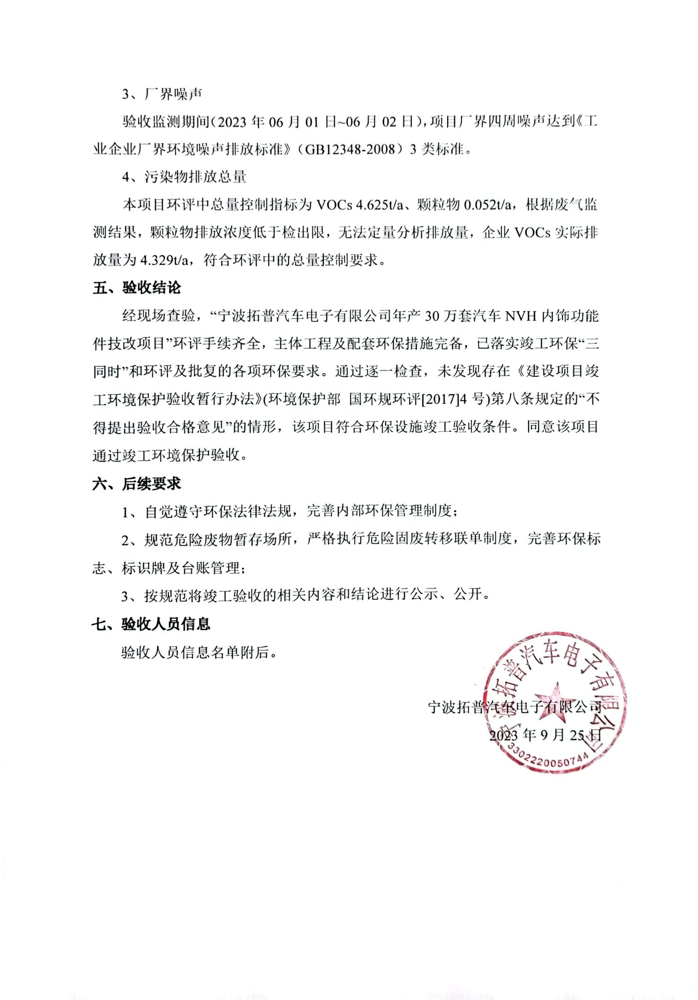 3、厂界噪声
验收监测期间(2023 年 06 月 01 日~06 月 02 日),项目厂界四周噪声达到《工
业企业厂界环境噪声排放标准》（GB12348-2008）3 类标准。
4、污染物排放总量
本项目环评中总量控制指标为 VOCs 4.625t/a、颗粒物 0.052t/a，根据废气监
测结果，颗粒物排放浓度低于检出限，无法定量分析排放量，企业 VOCs 实际排
放量为 4.329t/a，符合环评中的总量控制要求。
五、验收结论
经现场查验，“宁波拓普汽车电子有限公司年产 30 万套汽车 NVH 内饰功能
件技改项目”环评手续齐全，主体工程及配套环保措施完备，已落实竣工环保“三
同时”和环评及批复的各项环保要求。通过逐一检查，未发现存在《建设项目竣
工环境保护验收暂行办法》(环境保护部 国环规环评[2017]4 号)第八条规定的“不
得提出验收合格意见”的情形，该项目符合环保设施竣工验收条件。同意该项目
通过竣工环境保护验收。
六、后续要求
1、自觉遵守环保法律法规，完善内部环保管理制度；
2、规范危险废物暂存场所，严格执行危险固废转移联单制度，完善环保标
志、标识牌及台账管理；
3、按规范将竣工验收的相关内容和结论进行公示、公开。
七、验收人员信息
验收人员信息名单附后。
宁波拓普汽车电子有限公司
2023 年 9 月 25 日
宁波拓普汽车电子有限公司
3302220050744